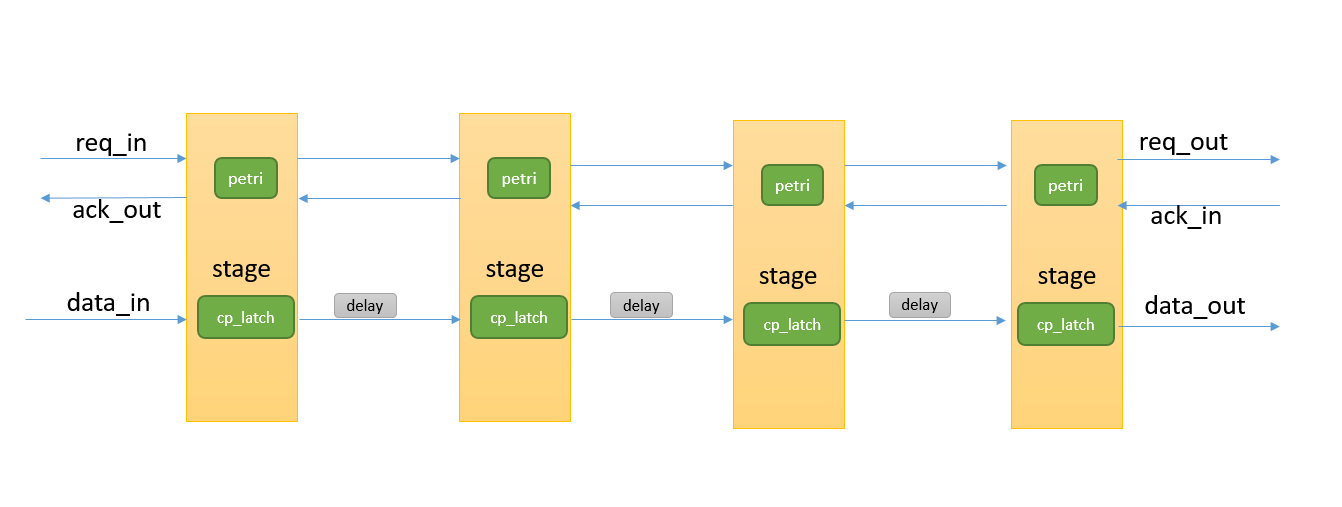 req_in
req_out
petri
petri
petri
petri
ack_out
ack_in
stage
stage
stage
stage
data_in
delay
delay
delay
data_out
cp_latch
cp_latch
cp_latch
cp_latch